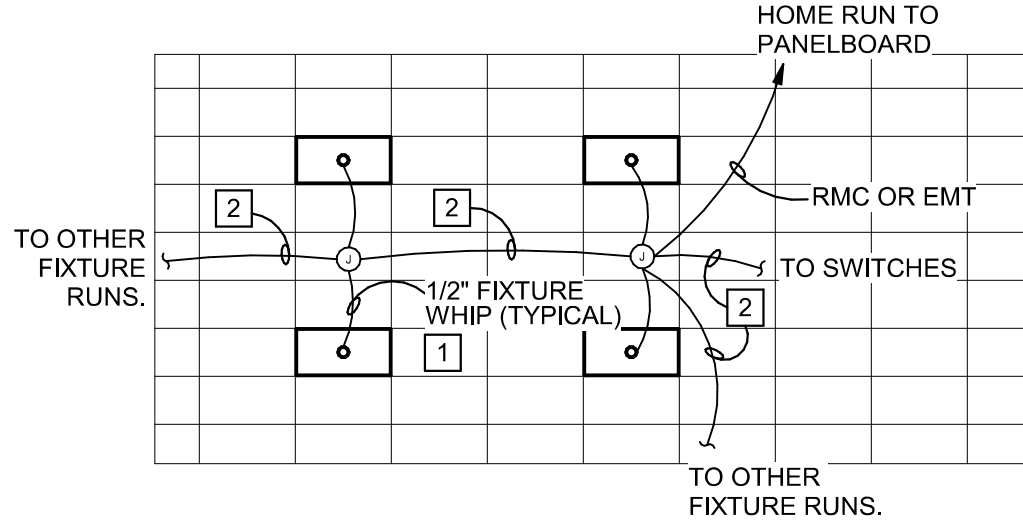 HOME RUN TO
PANELBOARD
RMC OR EMT
2
2
TO OTHER
FIXTURE
RUNS.
J
J
TO SWITCHES
1/2" FIXTURE
WHIP (TYPICAL)
2
1
TO OTHER
FIXTURE RUNS.